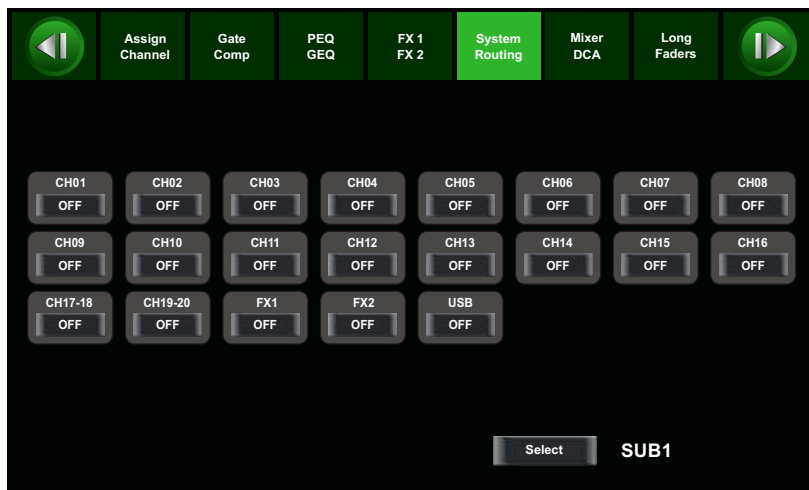 Assign Channel
Gate Comp
PEQ GEQ
FX 1 FX 2
System Routing
Mixer DCA
Long Faders
CH01 CH02 CH03 CH04 CH05 CH06 CH07 CH08
OFF OFF OFF OFF OFF OFF OFF OFF
CH09 CH10 CH11 CH12 CH13 CH14 CH15 CH16
OFF OFF OFF OFF OFF OFF OFF OFF
CH17-18 CH19-20 FX1 FX2 USB
OFF OFF OFF OFF OFF
Select SUB1